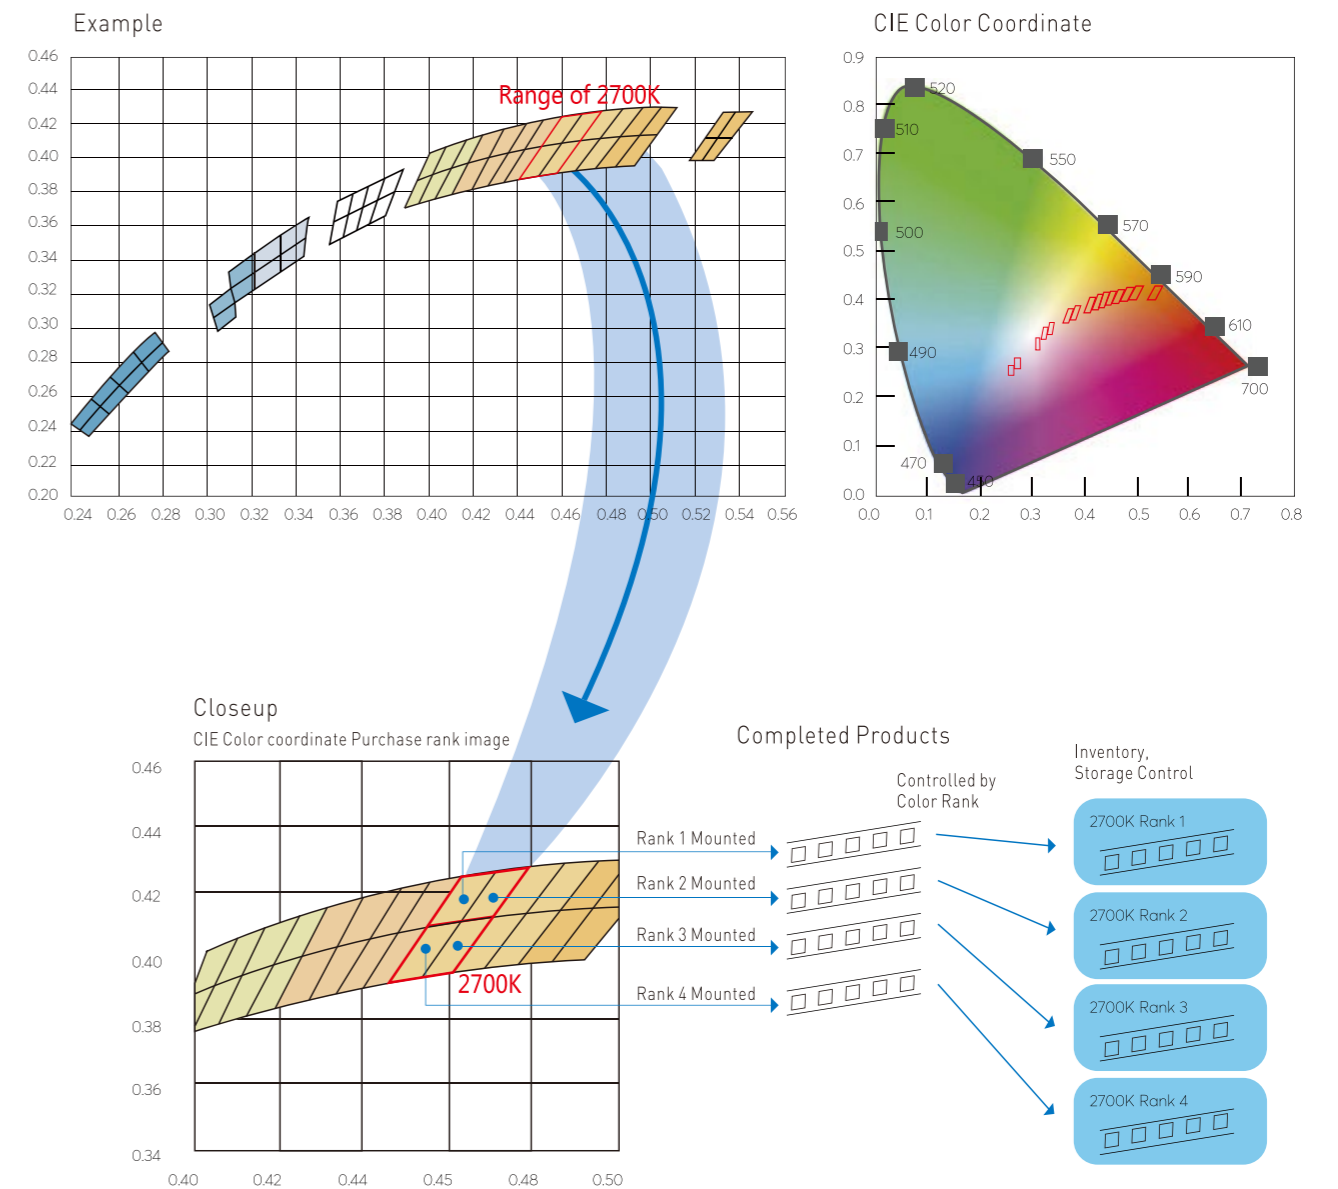 Example
0.46
0.44
0.42
0.40
0.38
0.36
0.34
0.32
0.30
0.28
0.26
0.24
0.22
0.20
Range of 2700K
0.24 0.26 0.28 0.30 0.32 0.34 0.36 0.38 0.40 0.42 0.44 0.46 0.48 0.50 0.52 0.54 0.56
CIE Color Coordinate
0.9
0.8
0.7
0.6
0.5
0.4
0.3
0.2
0.1
0.0
520
510
550
500
570
590
610
490
700
470
450
0.0 0.1 0.2 0.3 0.4 0.5 0.6 0.7 0.8
Closeup
CIE Color coordinate Purchase rank image
0.46
0.44
0.42
0.40
0.38
0.36
0.34
2700K
0.40 0.42 0.44 0.42 0.48 0.50
Completed Products
Controlled by
Color Rank
Rank 1 Mounted
Rank 2 Mounted
Rank 3 Mounted
Rank 4 Mounted
Inventory,
Storage Control
2700K Rank 1
2700K Rank 2
2700K Rank 3
2700K Rank 4